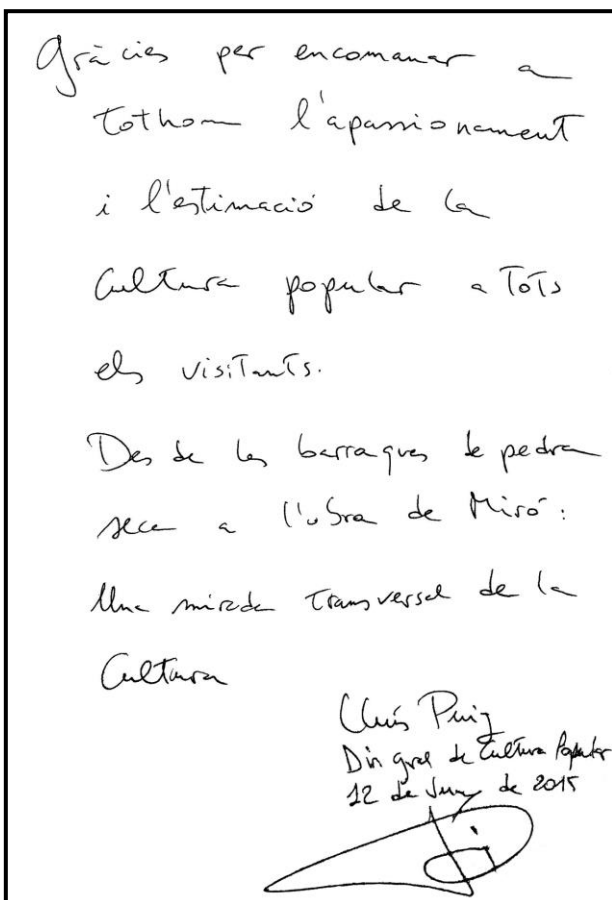 Gràcies per encomanar a
tothom l'apassionament
i l'estimació de la
Cultura popular a Tots
els visitants.
Des de les barraques de pedra
seca a l'obra de Miró:
Una mirada Transversal de la
Cultura
Lluís Puig
Dir gral de Cultura Popular
12 de Juny de 2015